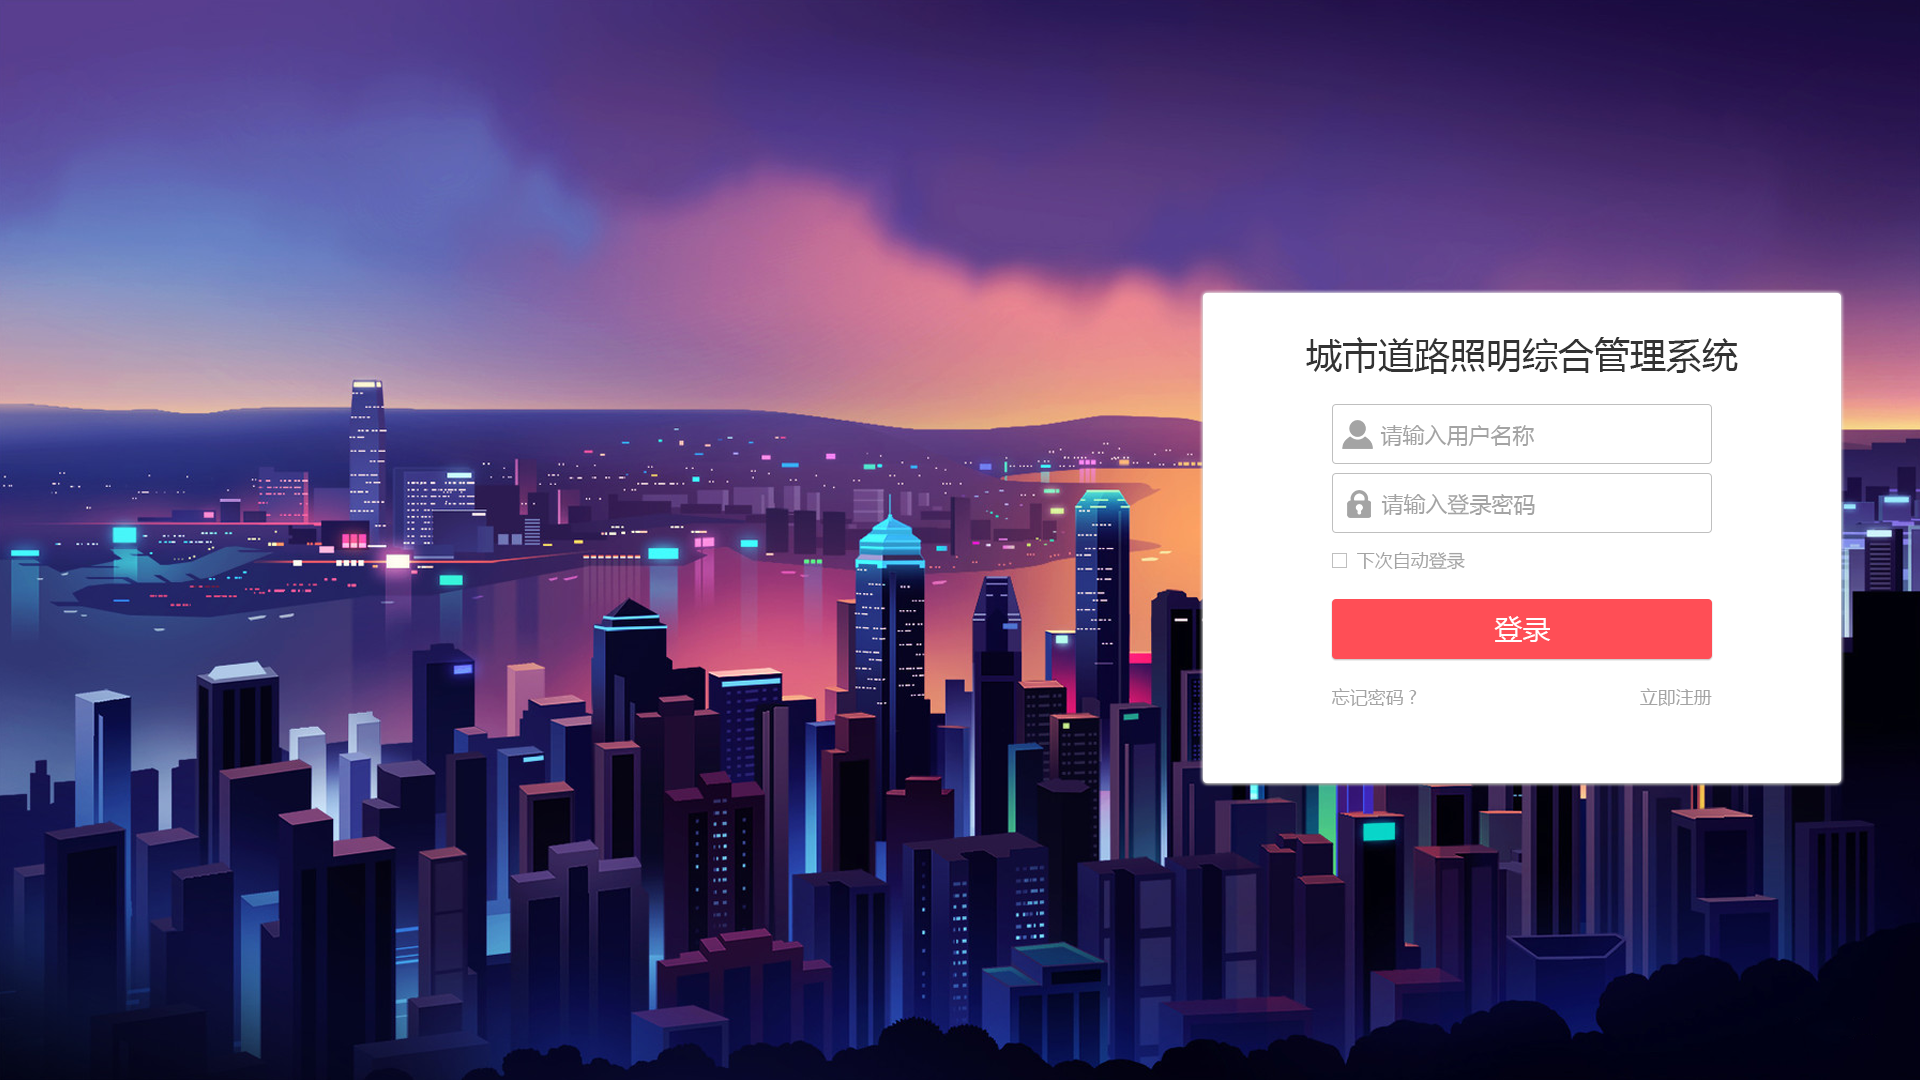 城市道路照明综合管理系统
请输入用户名称
请输入登录密码
下次自动登录
登录
忘记密码？ 立即注册